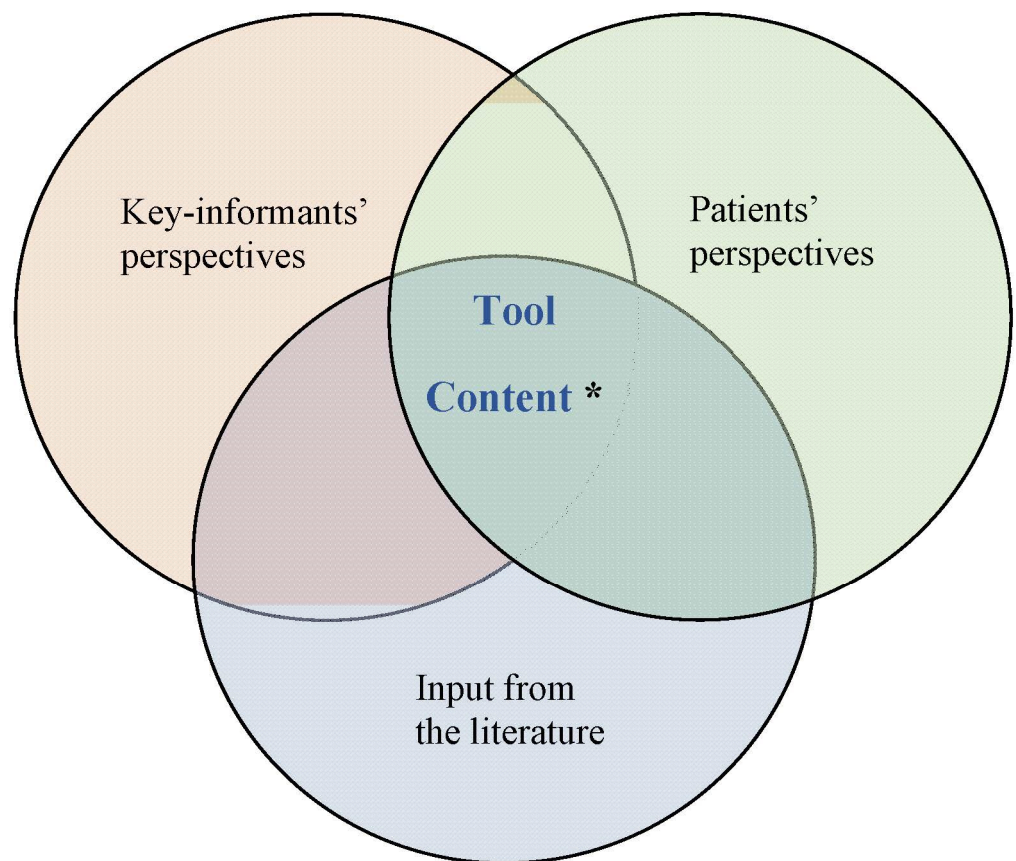 Key-informants’
perspectives
Patients’
perspectives
Tool
Content *
Input from
the literature